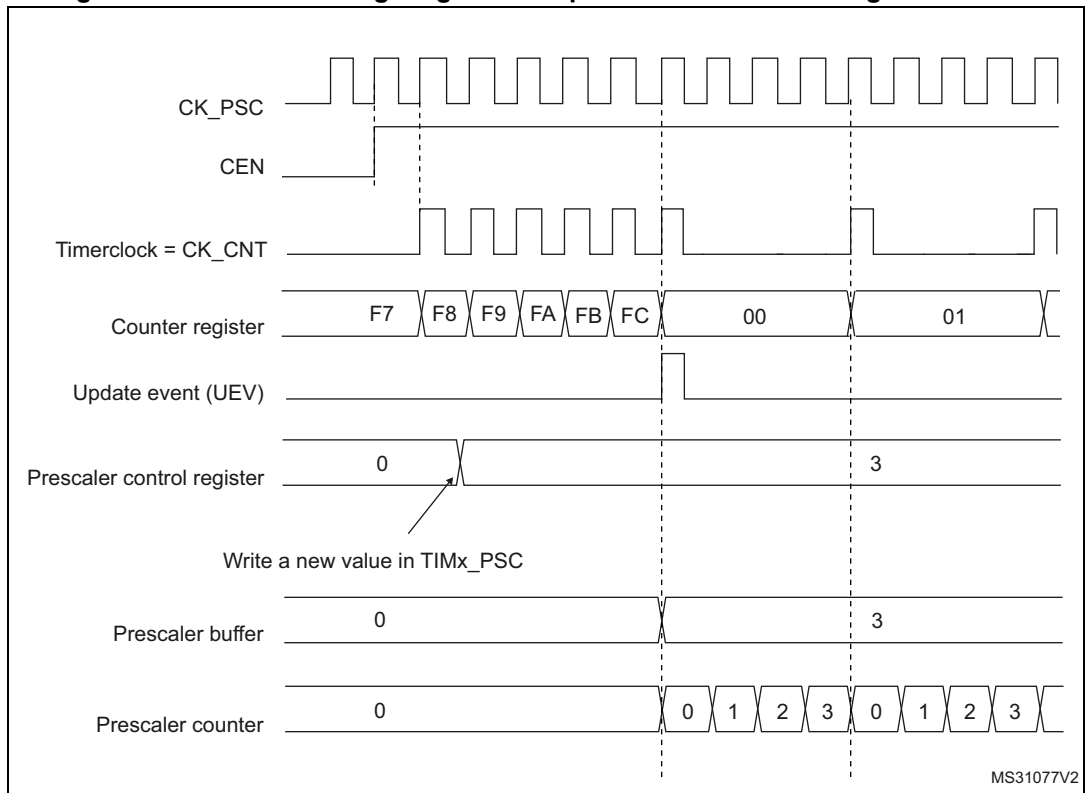 CK_PSC
CEN
Timerclock = CK_CNT
Counter register F7 F8 F9 FA FB FC 00 01
Update event (UEV)
Prescaler control register 0 3
Write a new value in TIMx_PSC
Prescaler buffer 0 3
Prescaler counter 0 0 1 2 3 0 1 2 3
MS31077V2